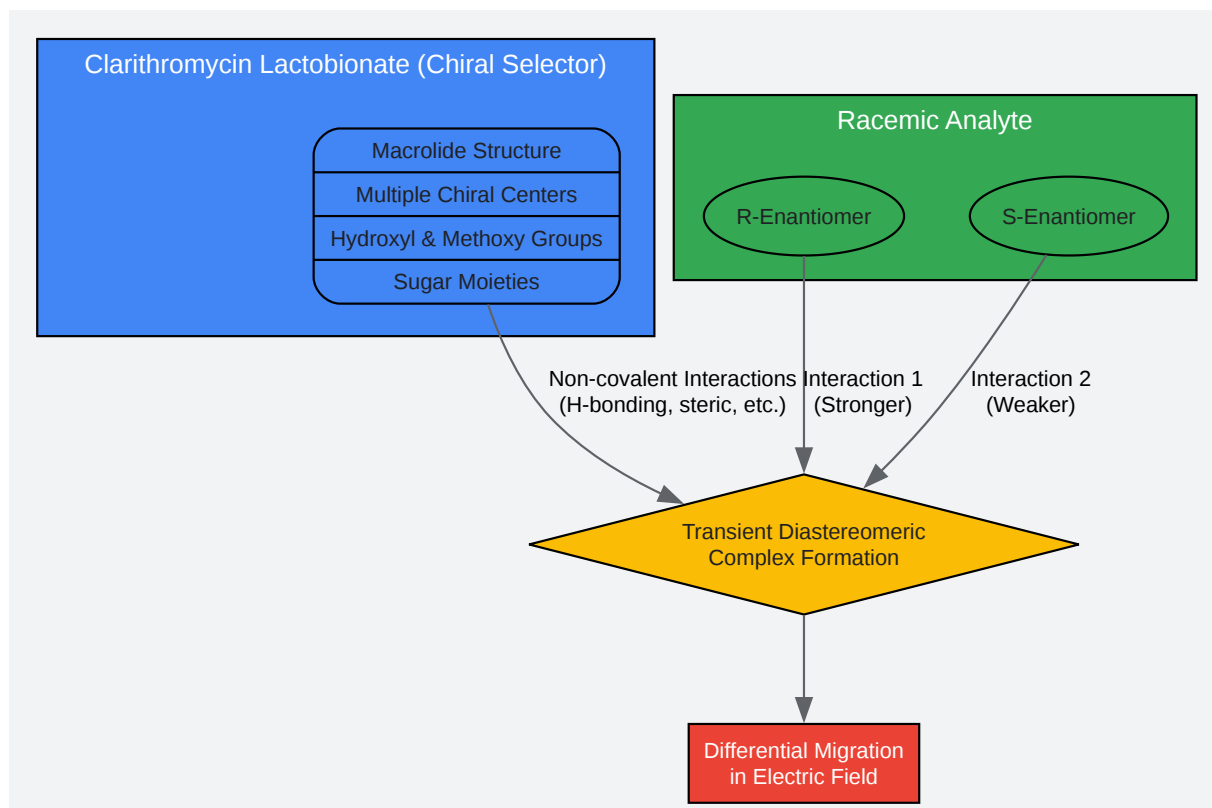 Clarithromycin Lactobionate (Chiral Selector)
Macrolide Structure
Multiple Chiral Centers
Hydroxyl & Methoxy Groups
Sugar Moieties
Racemic Analyte
R-Enantiomer
S-Enantiomer
Non-covalent Interactions
(H-bonding, steric, etc.)
Interaction 1
(Stronger)
Interaction 2
(Weaker)
Transient Diastereomeric
Complex Formation
Differential Migration
in Electric Field